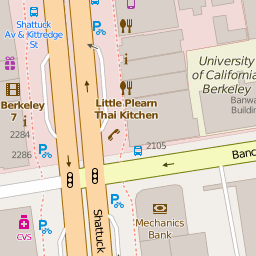 Shattuck
Av & Kittredge
St
University
of California
Berkeley
Banwa
Building
Berkeley
7
Little Plearn
Thai Kitchen
2284
2286
2105
Banc
Shattuck
CVS
Mechanics
Bank